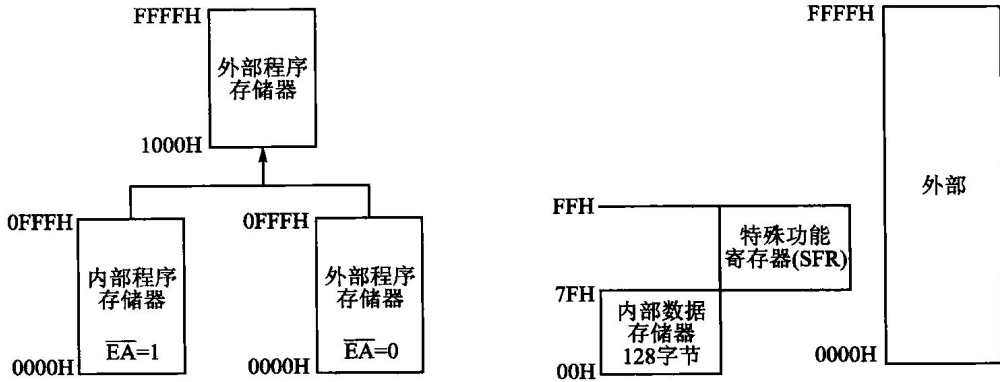 FFFFH
外部程序
存储器
1000H
0FFFH
内部程序
存储器
E̅A̅=1
0000H
0FFFH
外部程序
存储器
E̅A̅=0
0000H
FFH
特殊功能
寄存器(SFR)
7FH
内部数据
存储器
128字节
00H
FFFFH
外部
0000H